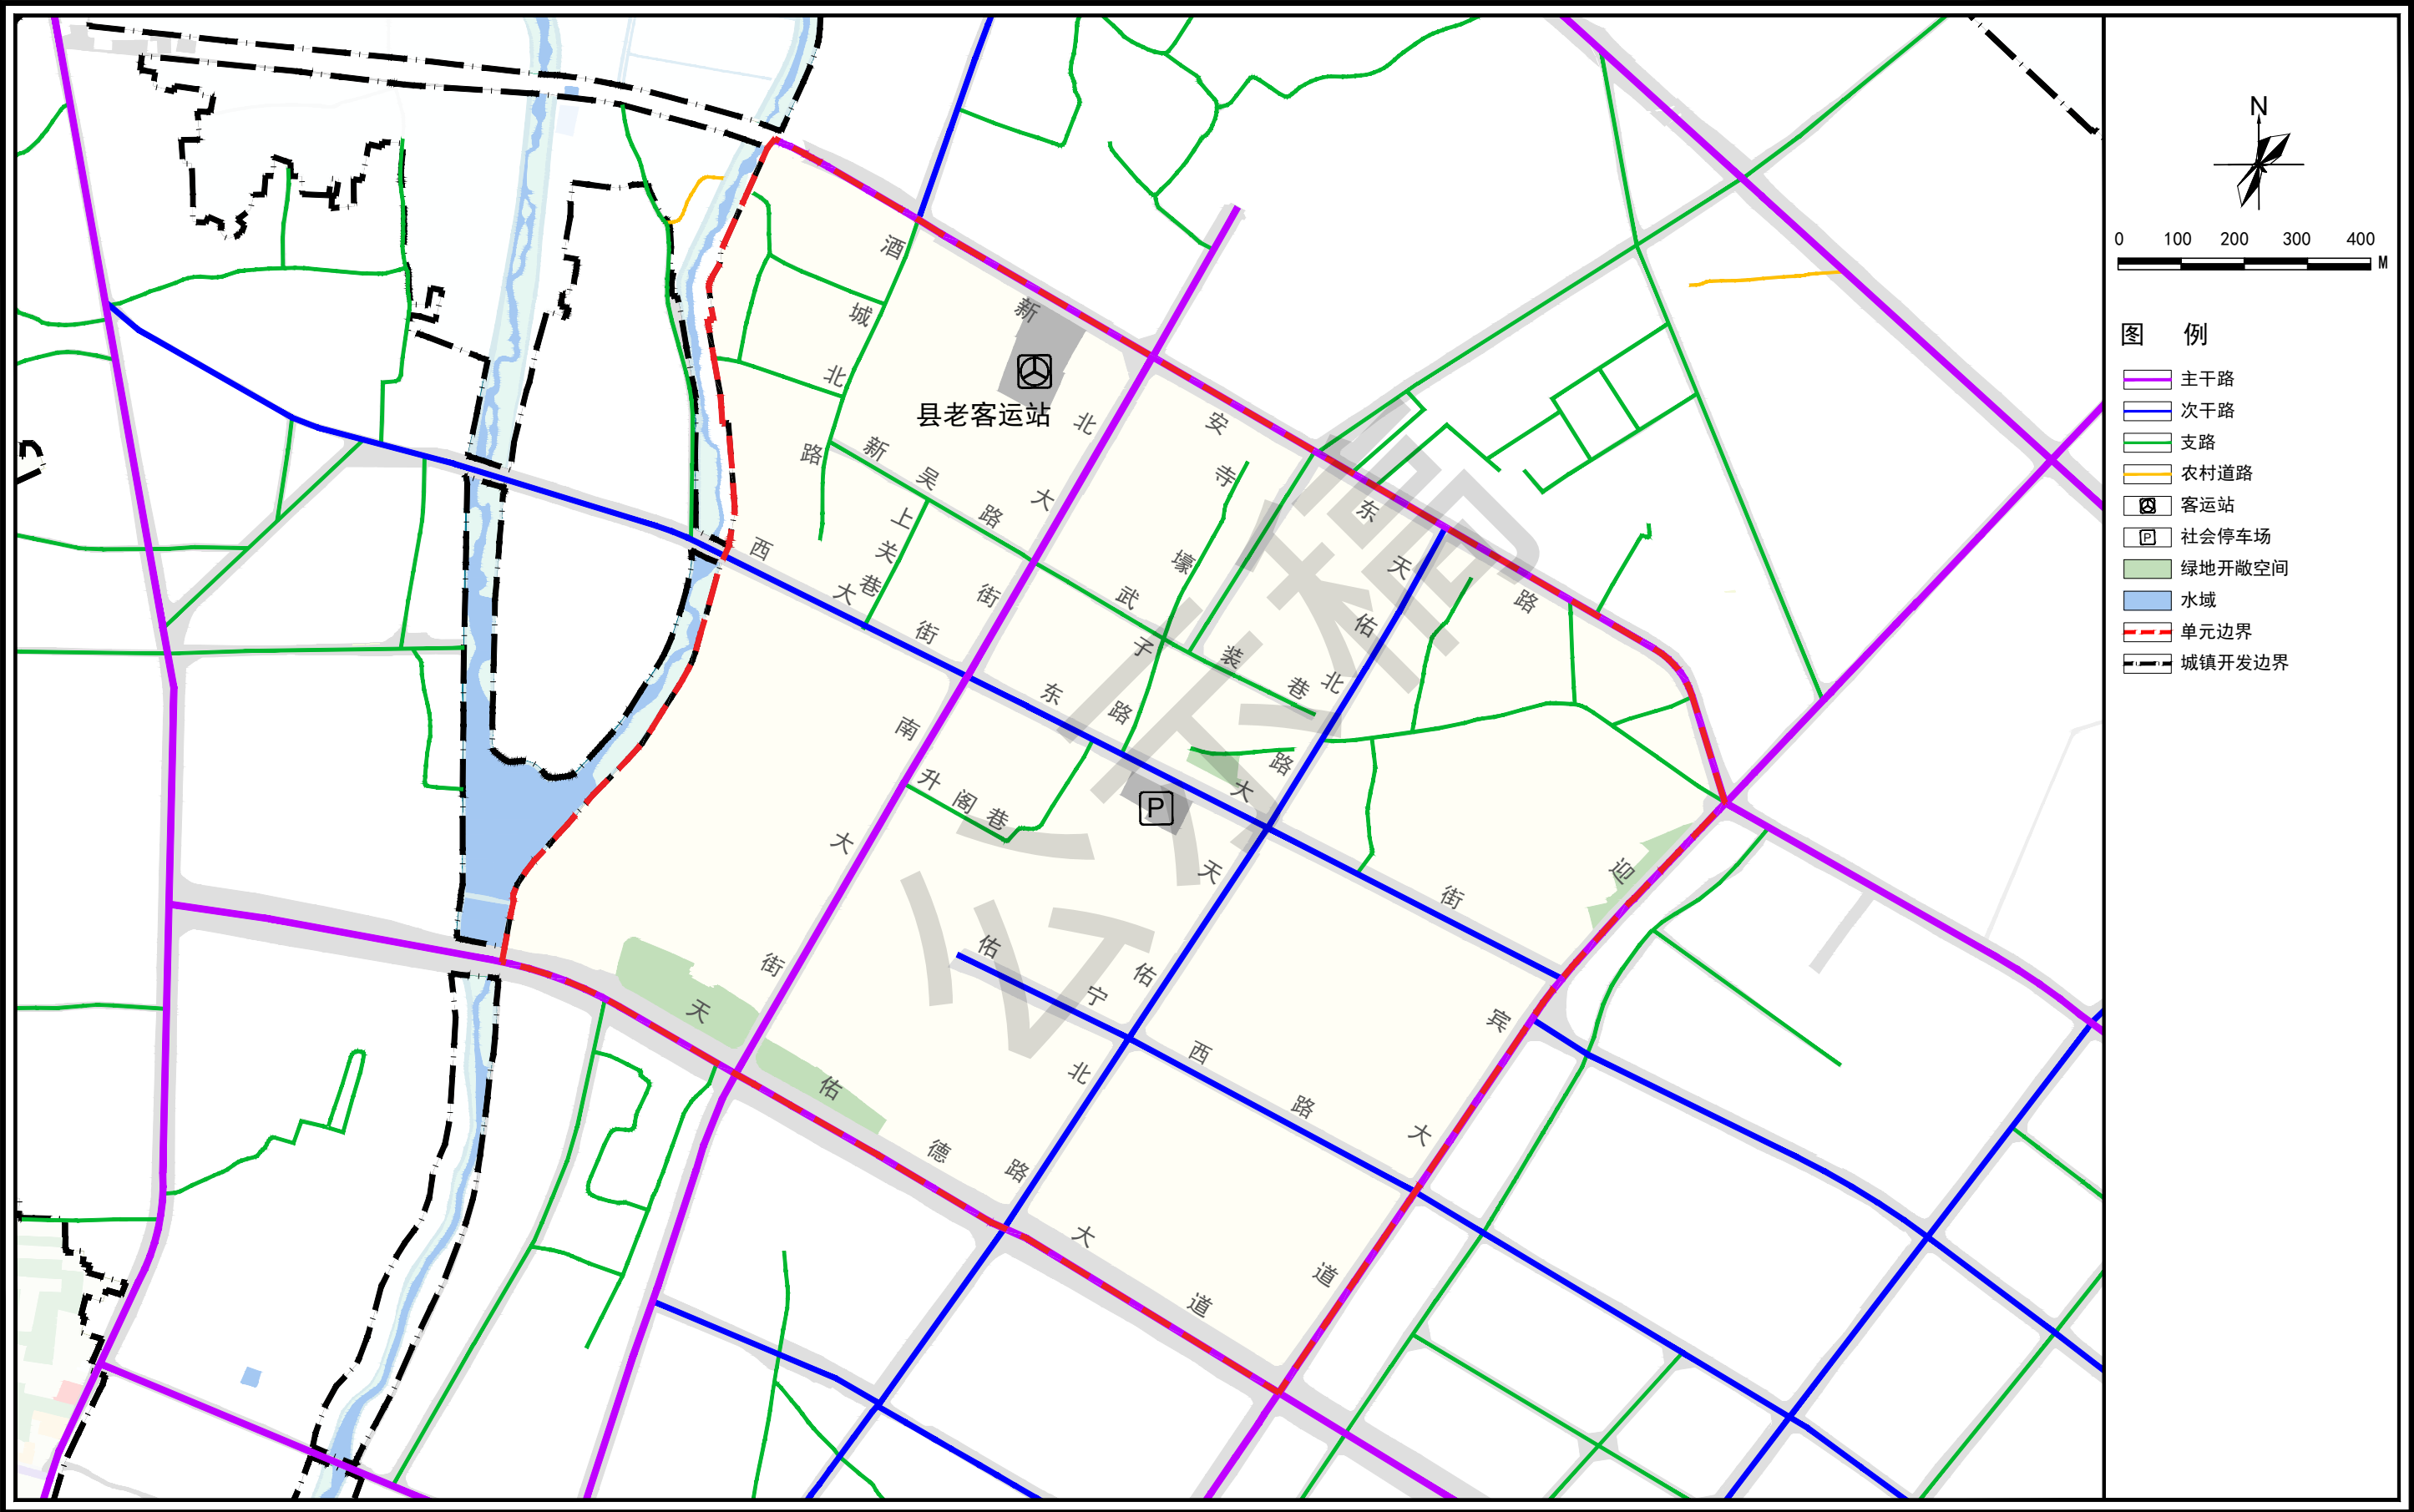 N
0 100 200 300 400 M
图 例
主干路
次干路
支路
农村道路
客运站
P 社会停车场
绿地开敞空间
水域
单元边界
城镇开发边界
酒城北路
新安东路
县老客运站
北大街
新吴路
上关巷
西大街
寺壕子路
武装巷
天佑北路
东大街
南大街
升阁巷
P
天佑北路
佑宁西路
迎宾大道
天佑德大道
公示稿